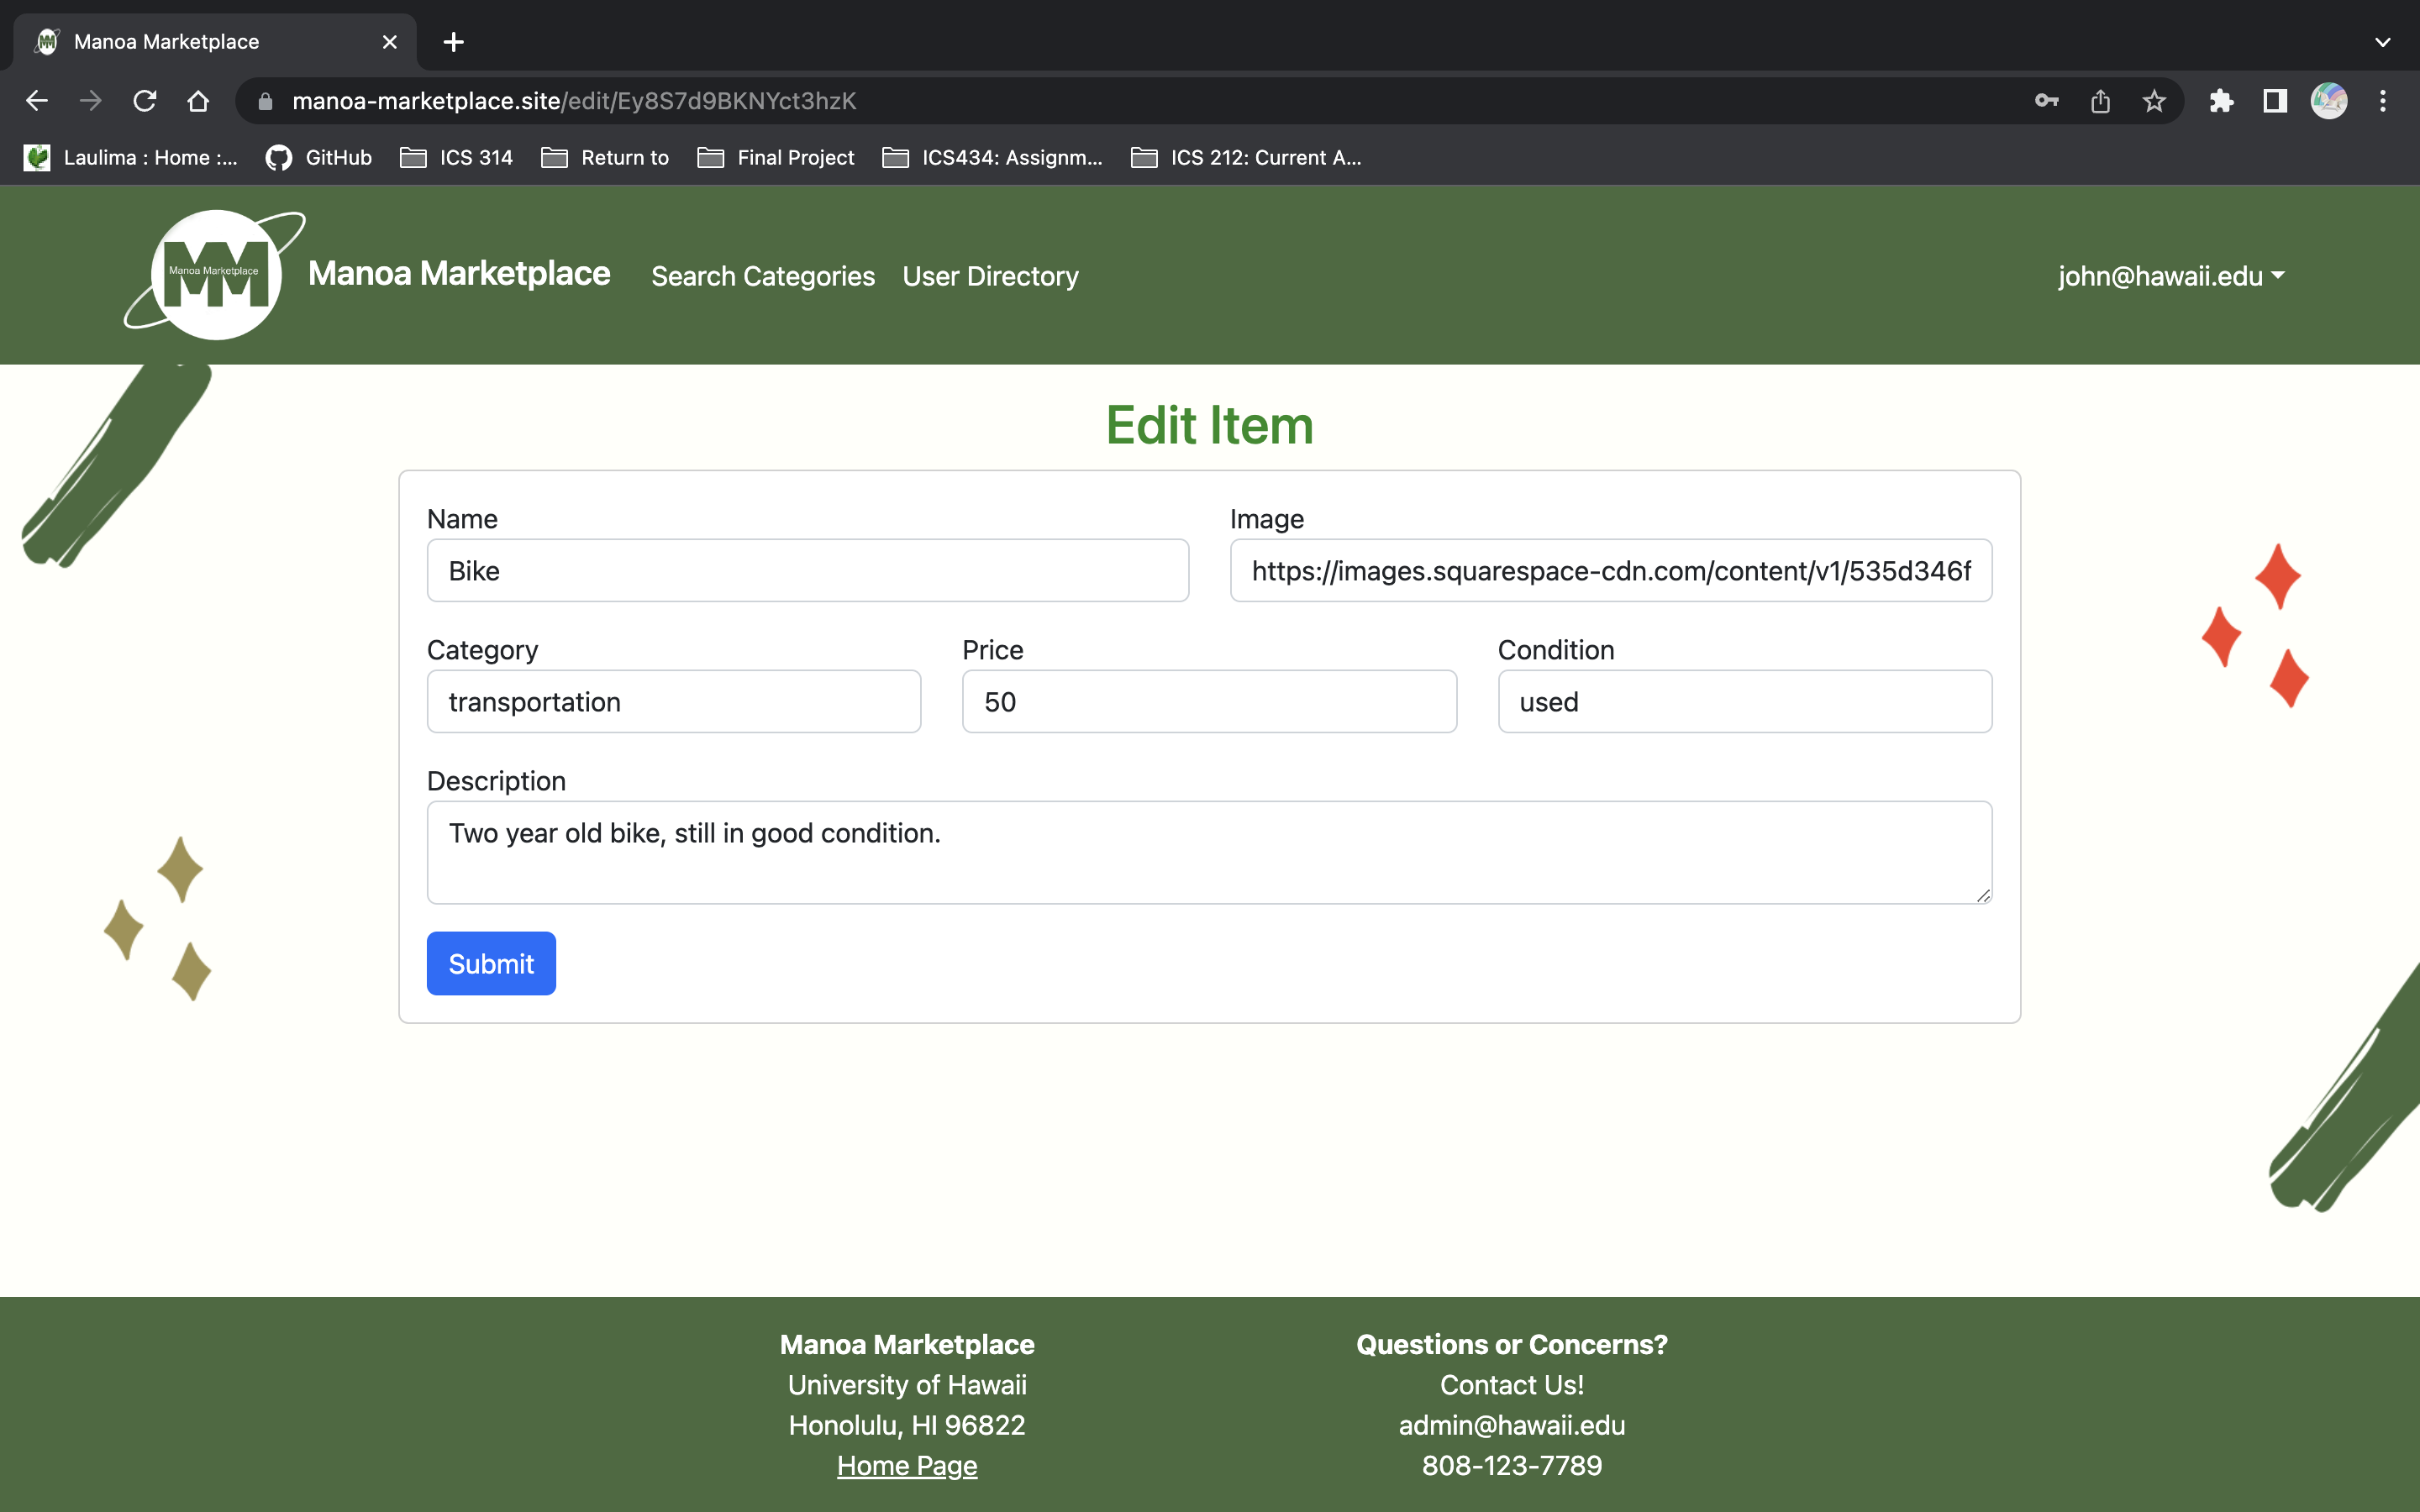 Manoa Marketplace
manoa-marketplace.site/edit/Ey8S7d9BKNYct3hzK
Laulima : Home :... GitHub ICS 314 Return to Final Project ICS434: Assignm... ICS 212: Current A...
MM
Manoa Marketplace
MM
Manoa Marketplace Search Categories User Directory john@hawaii.edu
Edit Item
Name Image
Bike https://images.squarespace-cdn.com/content/v1/535d346f
Category Price Condition
transportation 50 used
Description
Two year old bike, still in good condition.
Submit
Manoa Marketplace
University of Hawaii
Honolulu, HI 96822
Home Page
Questions or Concerns?
Contact Us!
admin@hawaii.edu
808-123-7789